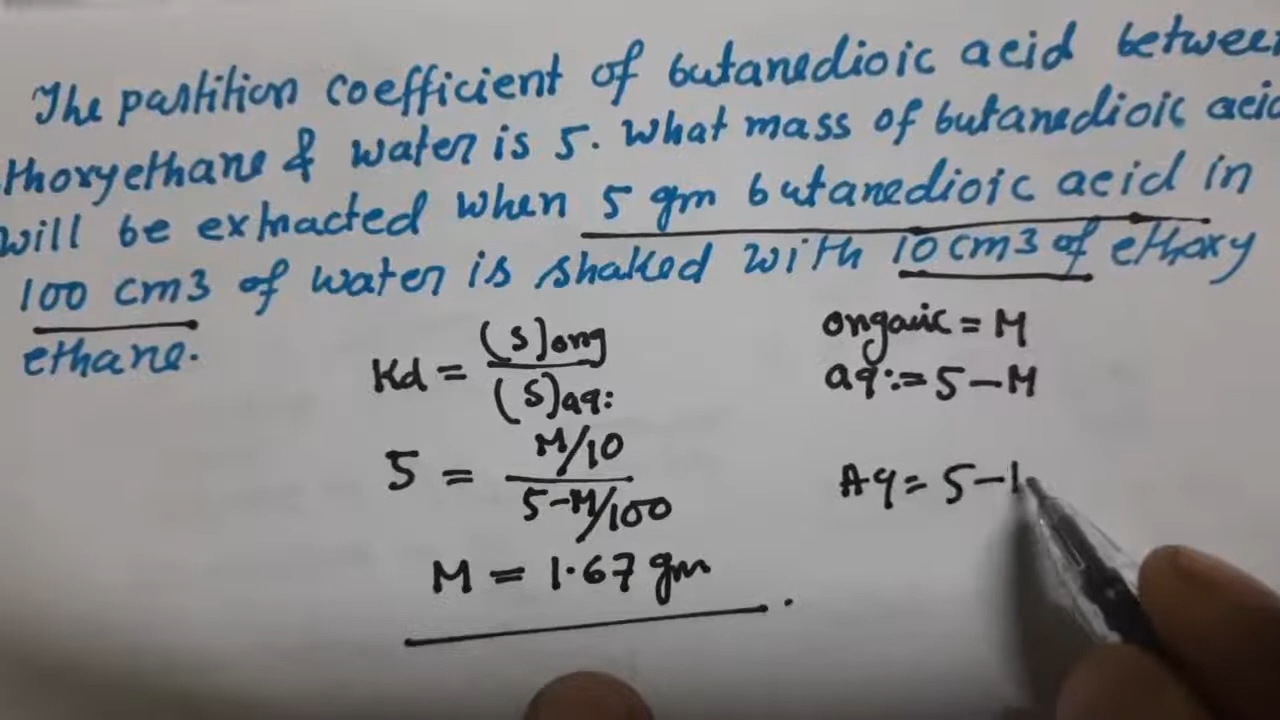 The partition coefficient of butanedioic acid between
thoxyethane & water is 5. What mass of butanedioic acid
will be extracted when 5 gm butanedioic acid in
100 cm3 of water is shaked with 10 cm3 of ethoxy
ethane.
Kd = (S)org / (S)aq:
5 = M/10 / 5-M/100
M = 1.67 gm.
organic = M
aq: = 5-M
Aq = 5-1